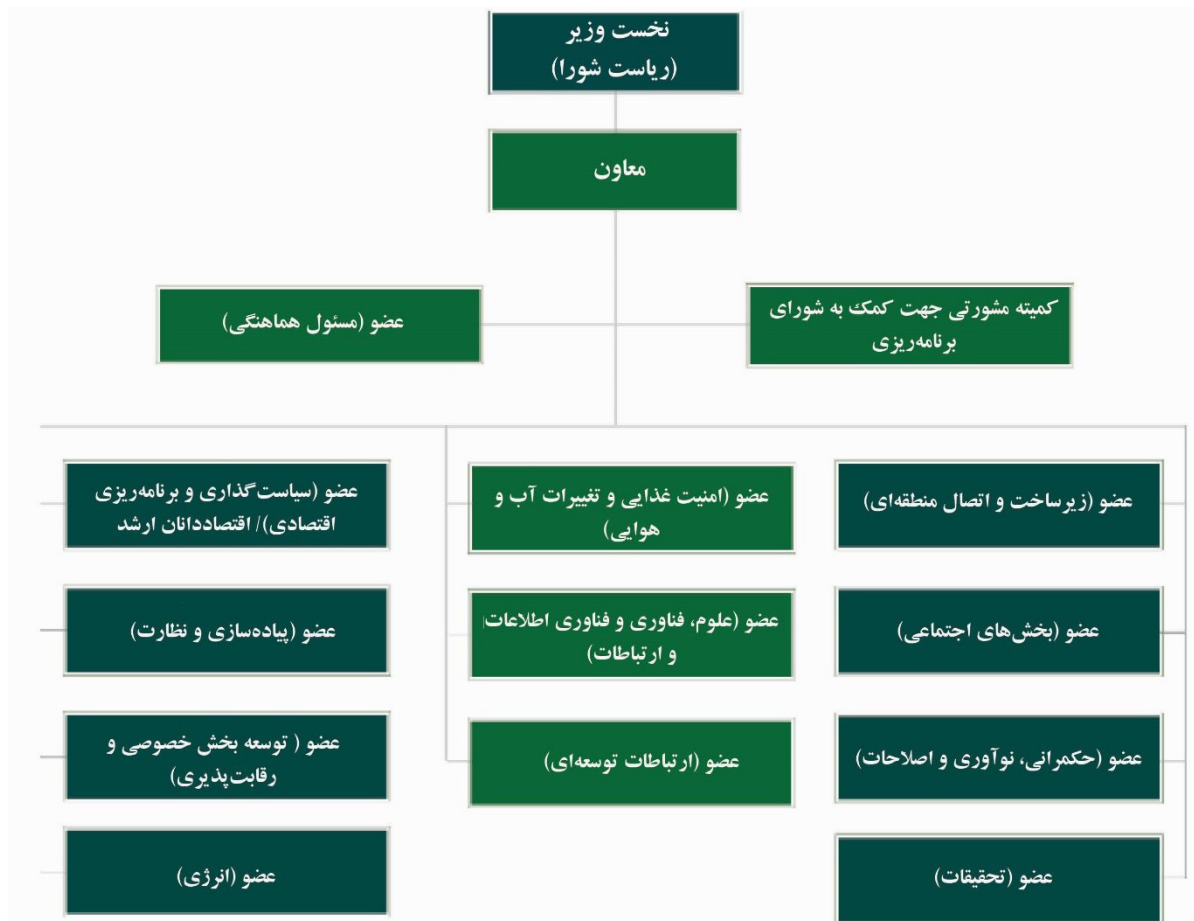 نخست وزیر
(ریاست شورا)
معاون
کمیته مشورتی جهت کمک به شورای
برنامه‌ریزی
عضو (مسئول هماهنگی)
عضو (زیرساخت و اتصال منطقه‌ای)
عضو (امنیت غذایی و تغییرات آب و
هوایی)
عضو (سیاست‌گذاری و برنامه‌ریزی
اقتصادی)/ اقتصاددانان ارشد
عضو (بخش‌های اجتماعی)
عضو (علوم، فناوری و فناوری اطلاعات
و ارتباطات)
عضو (پیاده‌سازی و نظارت)
عضو (حکمرانی، نوآوری و اصلاحات)
عضو (ارتباطات توسعه‌ای)
عضو ( توسعه بخش خصوصی و
رقابت‌پذیری)
عضو (تحقیقات)
عضو (انرژی)